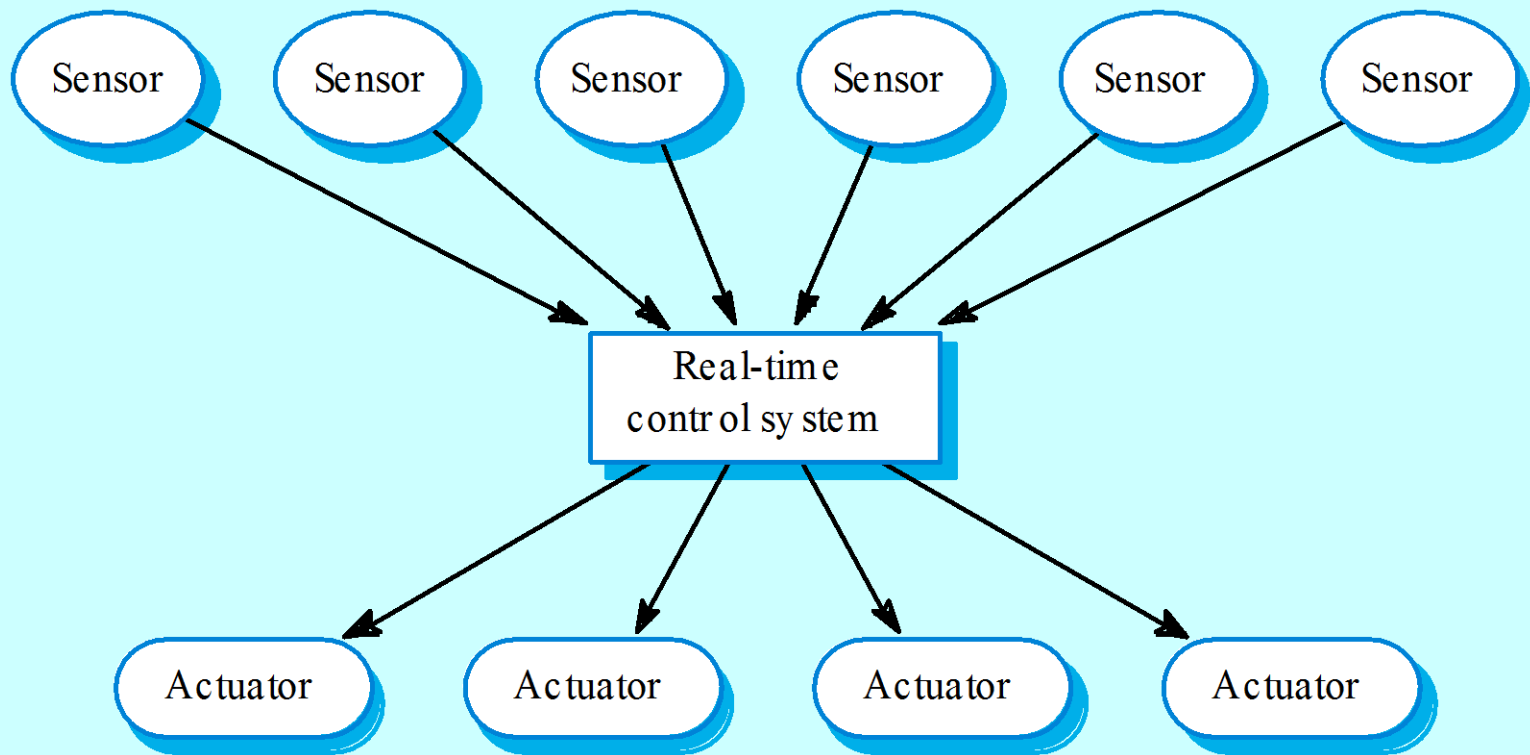 Sensor
Sensor
Sensor
Sensor
Sensor
Sensor
Real-time
control system
Actuator
Actuator
Actuator
Actuator